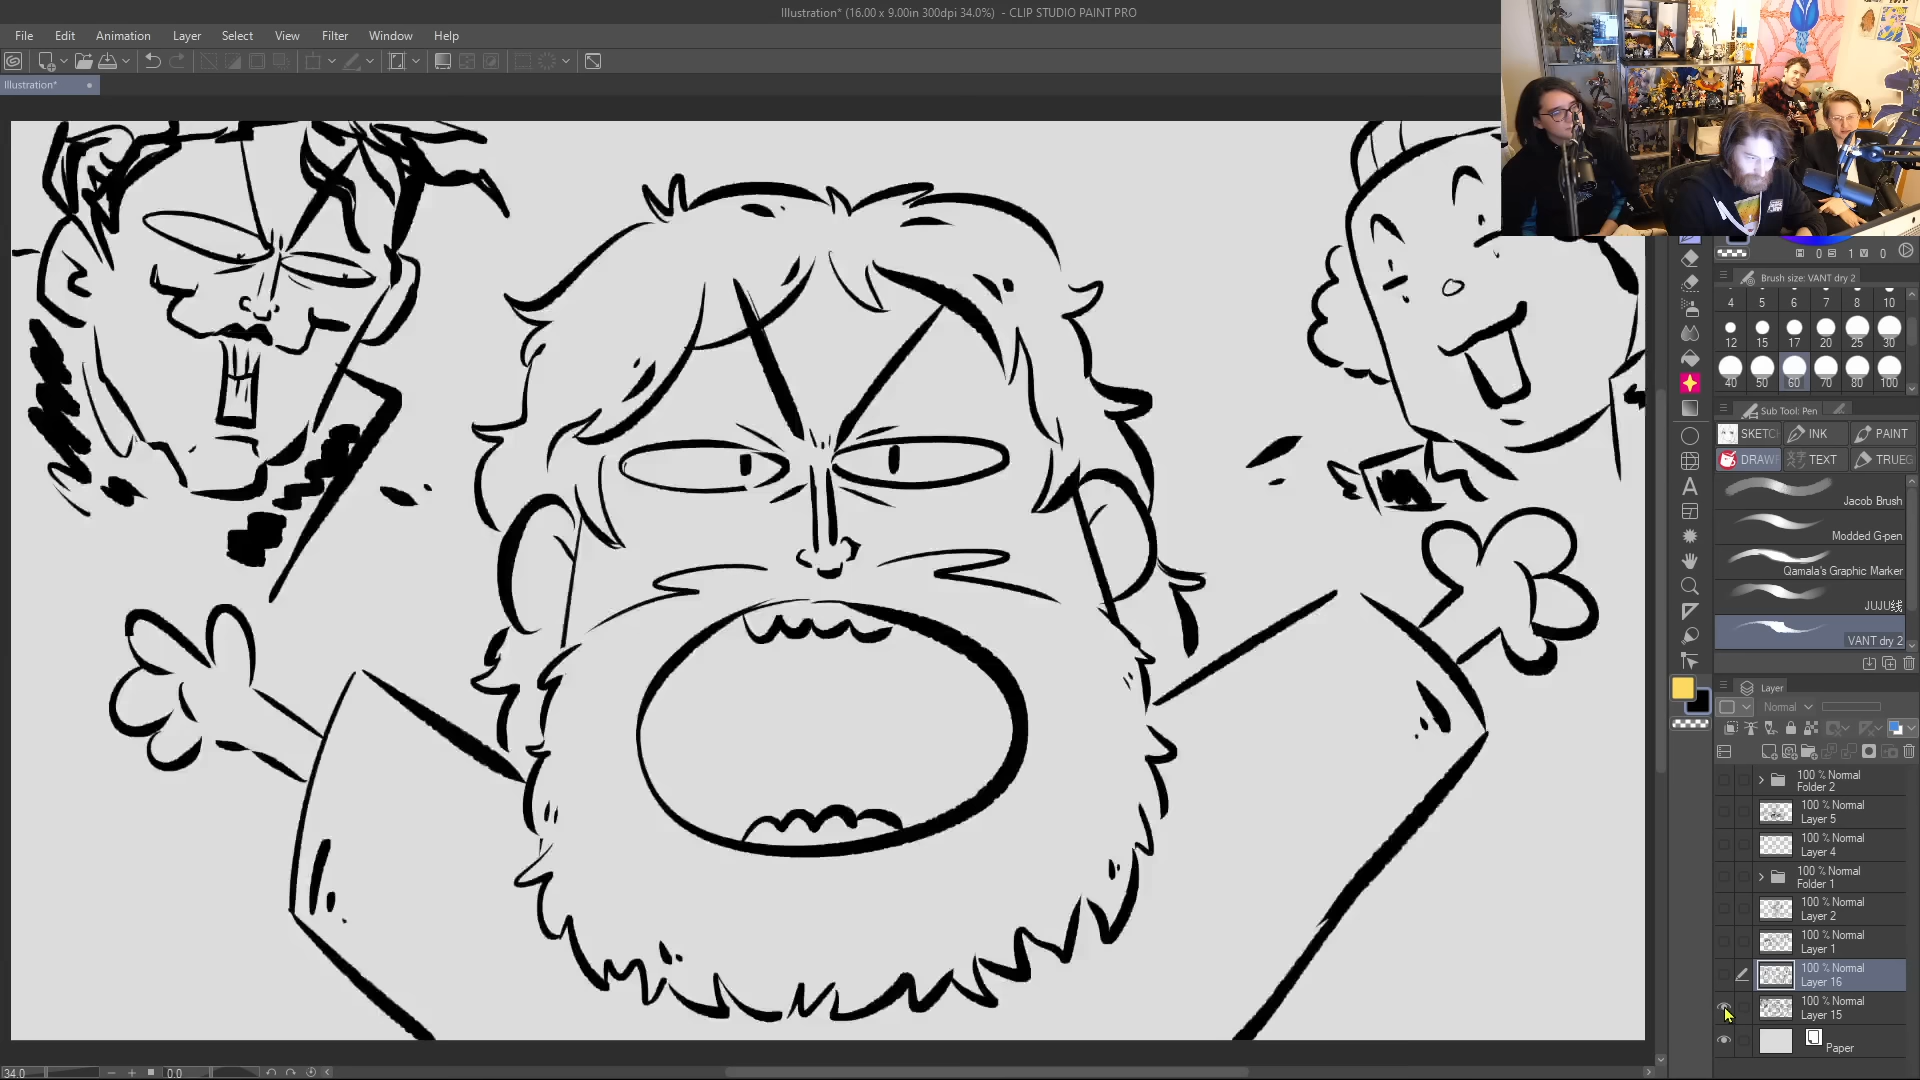 Illustration* (16.00 x 9.00in 300dpi 34.0%) - CLIP STUDIO PAINT PRO
File Edit Animation Layer Select View Filter Window Help
Illustration*
0 1 0
Brush size: VANT dry 2
4 5 6 7 8 10
12 15 17 20 25 30
40 50 60 70 80 100
Sub Tool: Pen
SKETC INK PAINT
DRAW TEXT TRUEG
Jacob Brush
Modded G-pen
Qamala's Graphic Marker
JUJU线
VANT dry 2
Layer
Normal
100 % Normal
Folder 2
100 % Normal
Layer 5
100 % Normal
Layer 4
100 % Normal
Folder 1
100 % Normal
Layer 2
100 % Normal
Layer 1
100 % Normal
Layer 16
100 % Normal
Layer 15
Paper
34.0 0.0